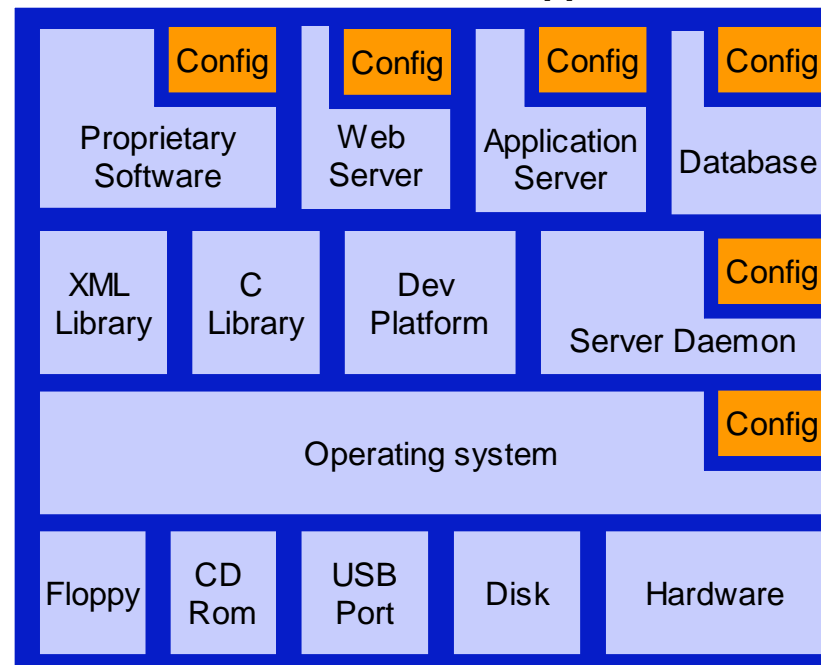 Config
Config
Config
Config
Proprietary
Software
Web
Server
Application
Server
Database
XML
Library
C
Library
Dev
Platform
Config
Server Daemon
Config
Operating system
Floppy
CD
Rom
USB
Port
Disk
Hardware